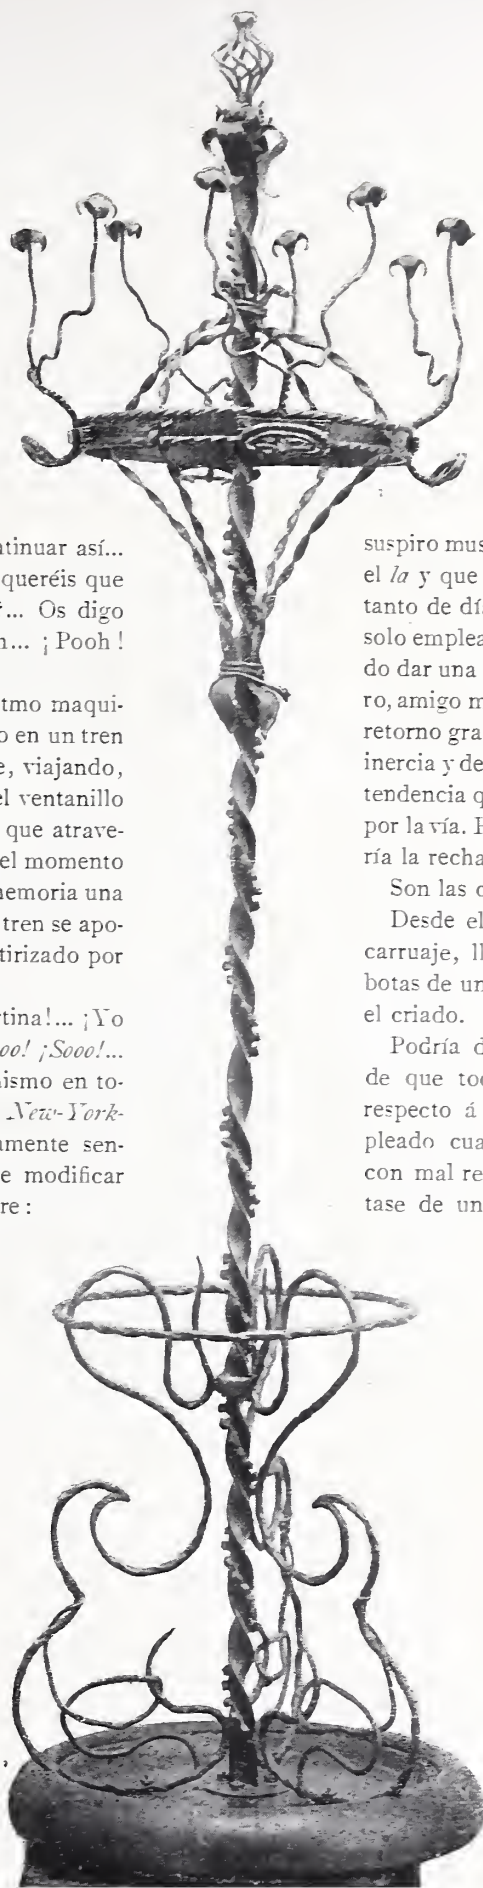 tinuar así...
queréis que
... Os digo
... ¡Pooh!
tmo maqui-
o en un tren
e, viajando,
el ventanillo
que atrave-
el momento
nemoria una
tren se apo-
tirizado por
tina!... ¡Yo
oo! ¡Sooo!...
ismo en to-
New-York-
amente sen-
e modificar
re:
suspiro mus
el la y que
tanto de dí
solo emplea
do dar una
ro, amigo m
retorno gra
inercia y de
tendencia q
por la vía. H
ría la recha
Son las c
Desde el
carruaje, ll
botas de un
el criado.
Podría d
de que too
respecto á
pleado cua
con mal re
tase de un